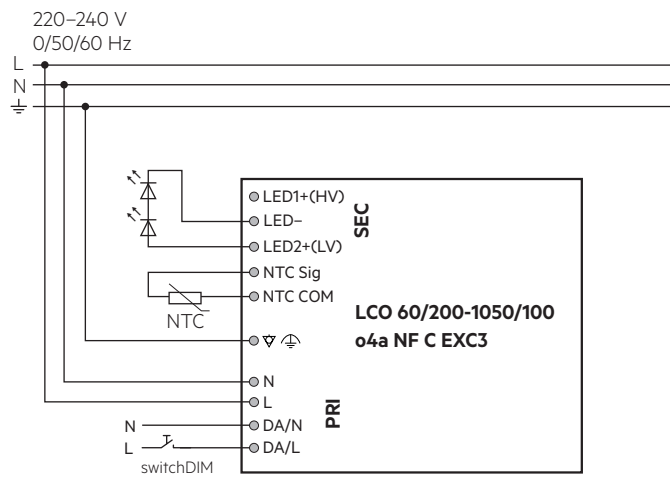 220–240 V
0/50/60 Hz
L
N
LED1+(HV)
LED–
SEC
LED2+(LV)
NTC Sig
NTC COM
NTC
LCO 60/200-1050/100
o4a NF C EXC3
N
L
PRI
N
DA/N
L
DA/L
switchDIM